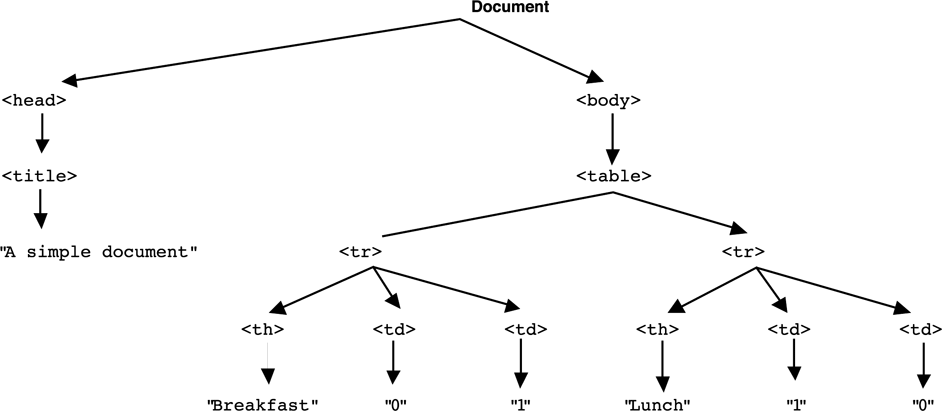 Document
<head> <body>
<title> <table>
"A simple document" <tr> <tr>
<th> <td> <td> <th> <td> <td>
"Breakfast" "0" "1" "Lunch" "1" "0"